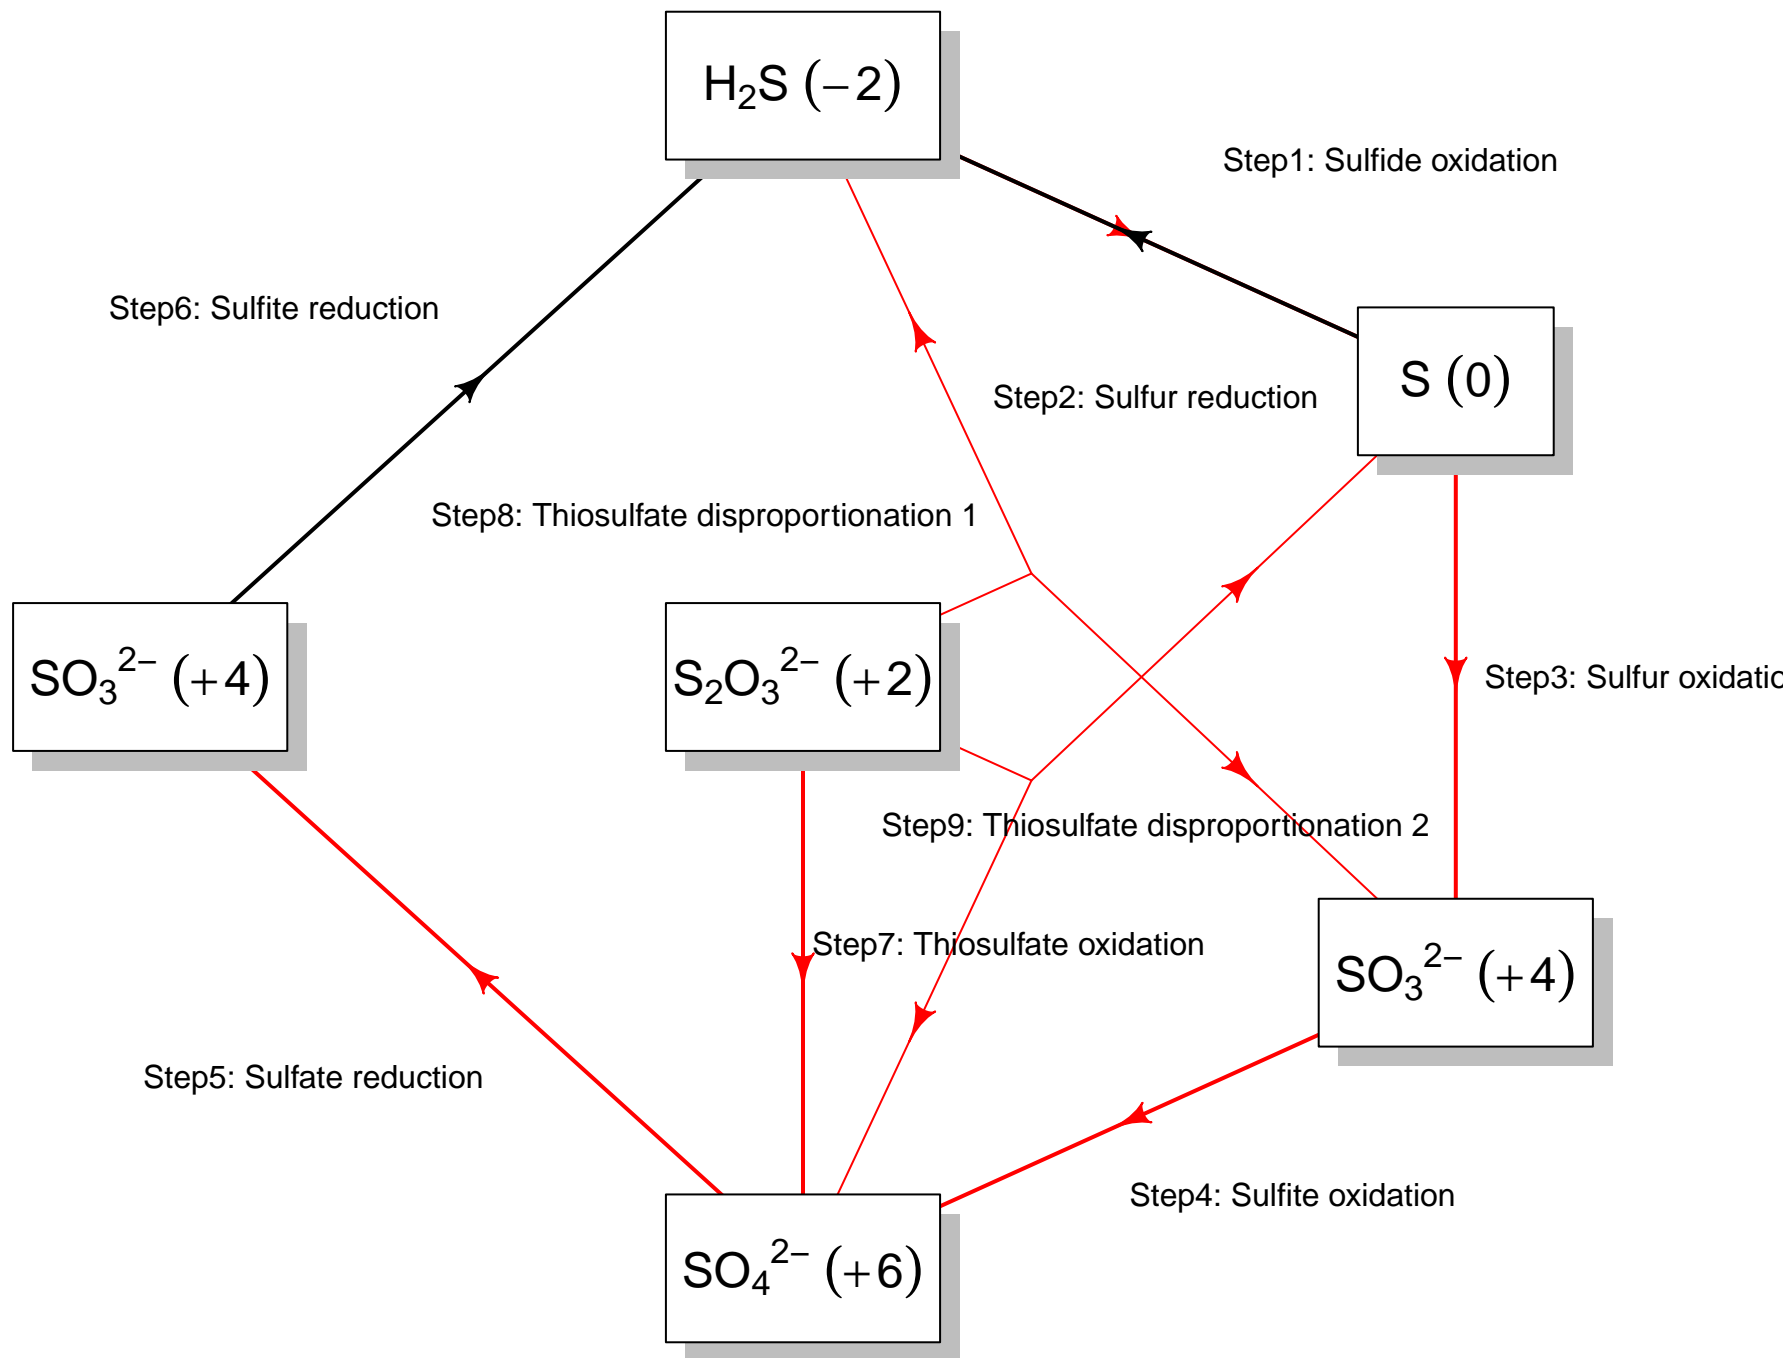 H₂S (−2)
Step1: Sulfide oxidation
Step6: Sulfite reduction
S (0)
Step2: Sulfur reduction
Step8: Thiosulfate disproportionation 1
SO₃²⁻ (+4)
S₂O₃²⁻ (+2)
Step3: Sulfur oxidatio
Step9: Thiosulfate disproportionation 2
Step7: Thiosulfate oxidation
SO₃²⁻ (+4)
Step5: Sulfate reduction
Step4: Sulfite oxidation
SO₄²⁻ (+6)